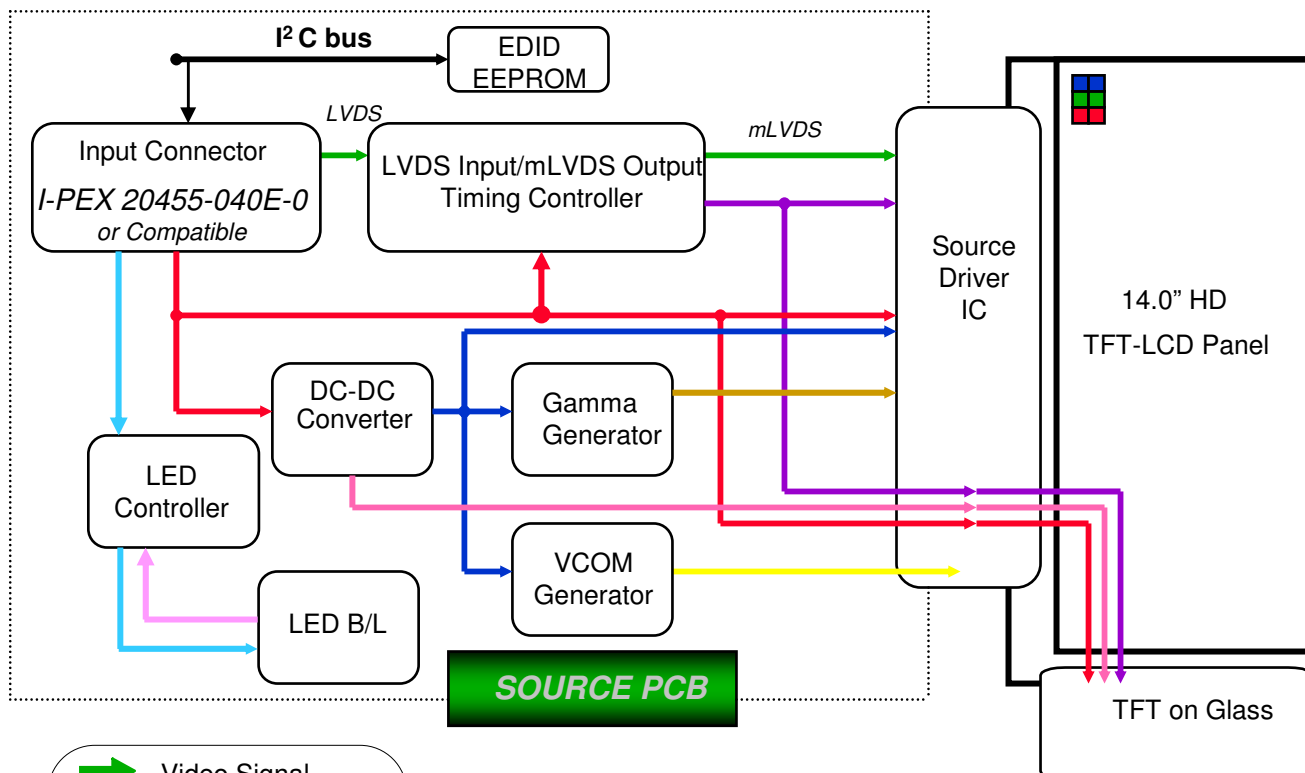 I² C bus
EDID
EEPROM
LVDS
mLVDS
Input Connector
I-PEX 20455-040E-0
or Compatible
LVDS Input/mLVDS Output
Timing Controller
Source
Driver
IC
14.0” HD
TFT-LCD Panel
DC-DC
Converter
Gamma
Generator
LED
Controller
VCOM
Generator
LED B/L
SOURCE PCB
TFT on Glass
Video Signal